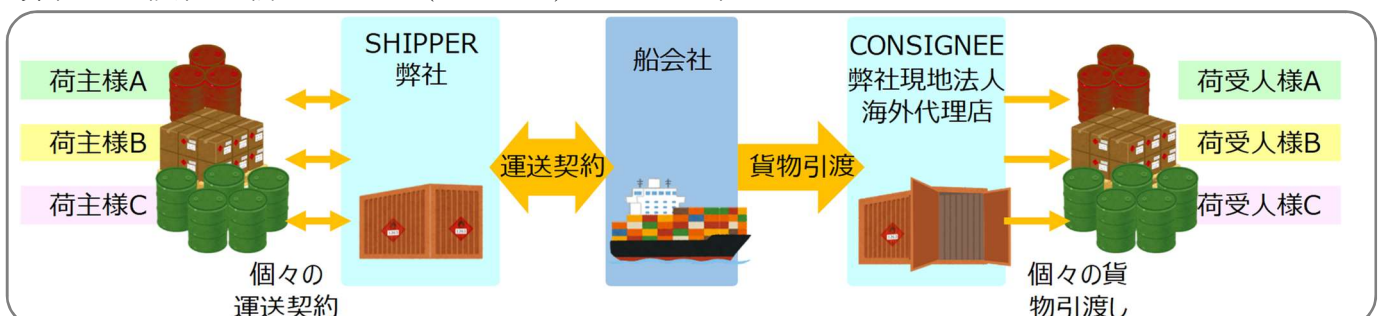 荷主様A
荷主様B
荷主様C
個々の
運送契約
SHIPPER
弊社
運送契約
船会社
貨物引渡
CONSIGNEE
弊社現地法人
海外代理店
個々の貨
物引渡し
荷受人様A
荷受人様B
荷受人様C